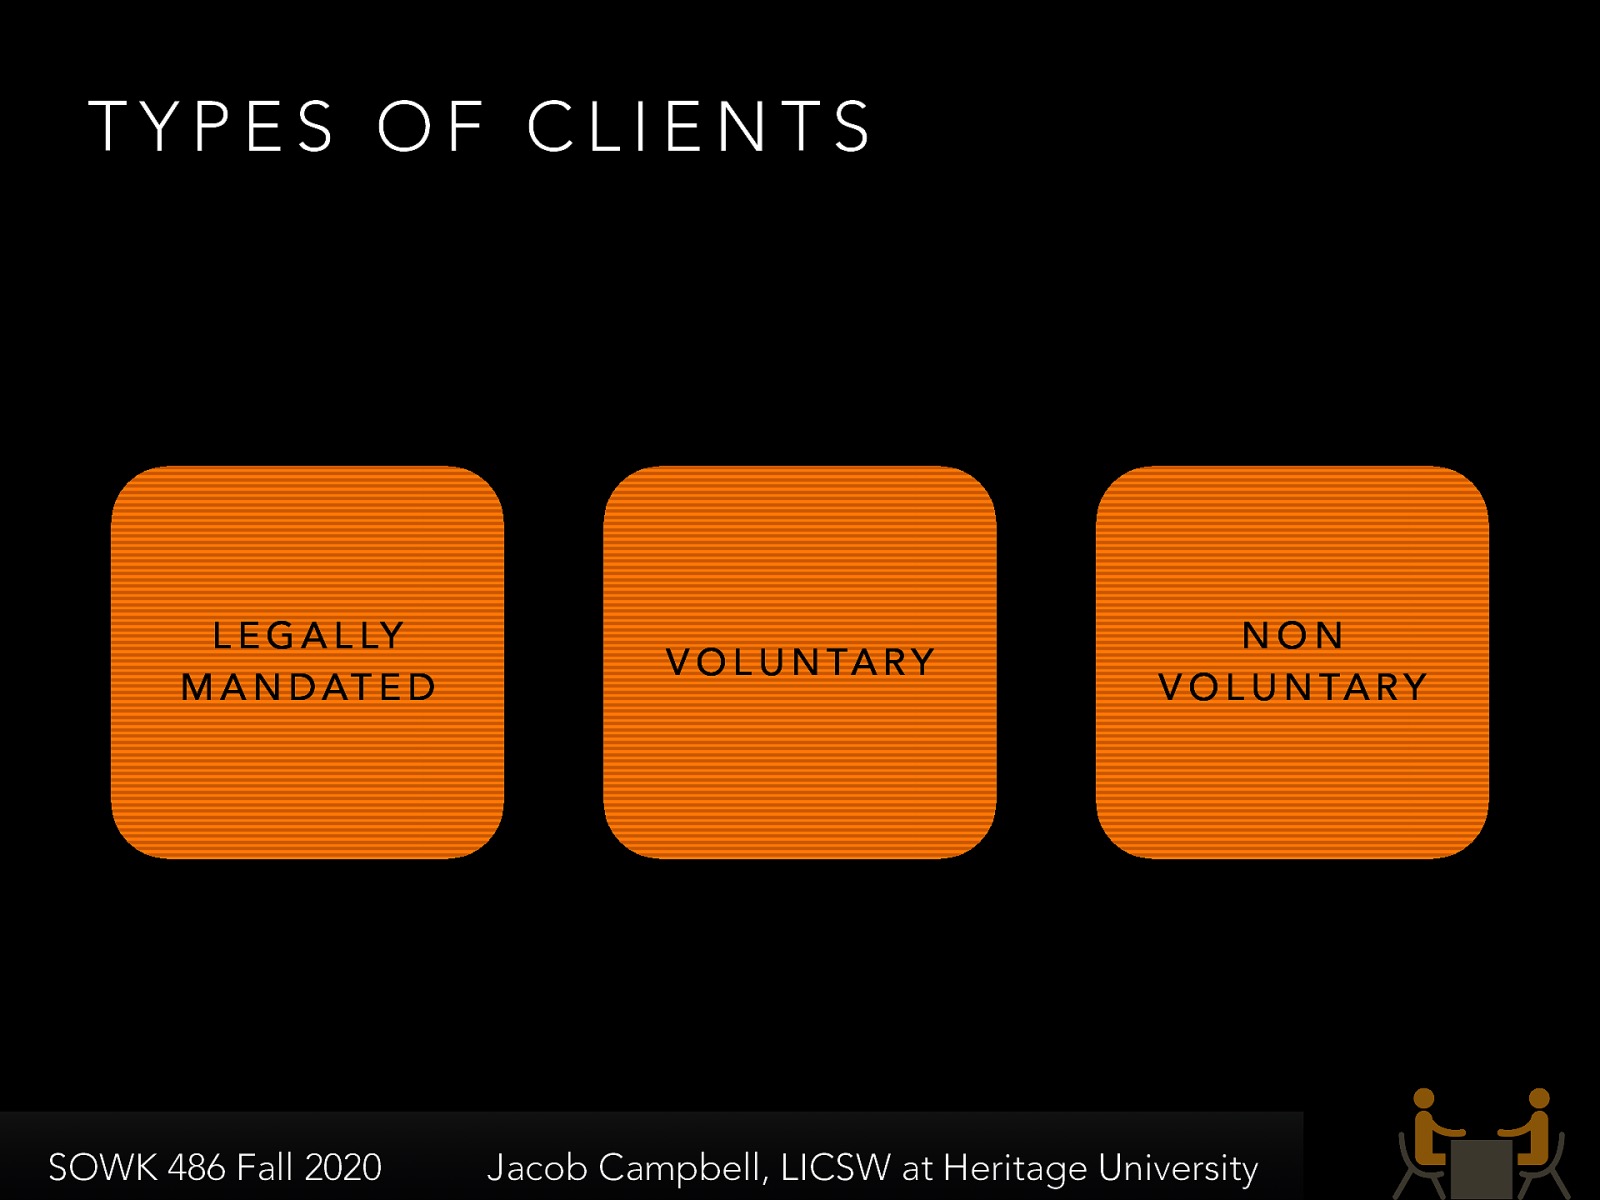 TYPES OF CLIENTS
LEGALLY
MANDATED
VOLUNTARY
NON
VOLUNTARY
SOWK 486 Fall 2020
Jacob Campbell, LICSW at Heritage University